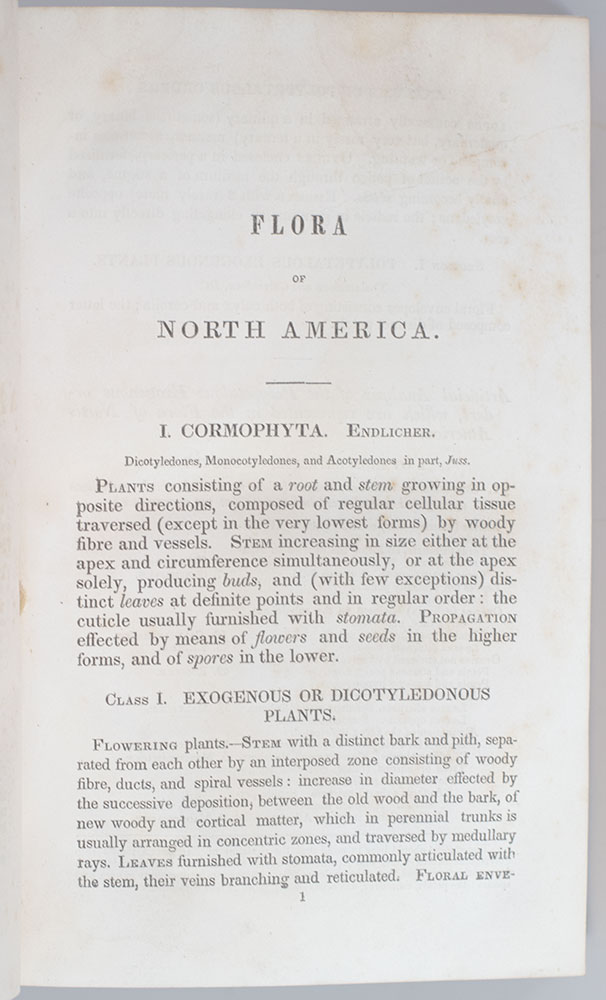 FLORA
OF
NORTH AMERICA.
I. CORMOPHYTA. ENDLICHER.
Dicotyledones, Monocotyledones, and Acotyledones in part, Juss.
PLANTS consisting of a root and stem growing in op-
posite directions, composed of regular cellular tissue
traversed (except in the very lowest forms) by woody
fibre and vessels. STEM increasing in size either at the
apex and circumference simultaneously, or at the apex
solely, producing buds, and (with few exceptions) dis-
tinct leaves at definite points and in regular order: the
cuticle usually furnished with stomata. PROPAGATION
effected by means of flowers and seeds in the higher
forms, and of spores in the lower.
CLASS I. EXOGENOUS OR DICOTYLEDONOUS
PLANTS.
FLOWERING plants.—STEM with a distinct bark and pith, sepa-
rated from each other by an interposed zone consisting of woody
fibre, ducts, and spiral vessels: increase in diameter effected by
the successive deposition, between the old wood and the bark, of
new woody and cortical matter, which in perennial trunks is
usually arranged in concentric zones, and traversed by medullary
rays. LEAVES furnished with stomata, commonly articulated with
the stem, their veins branching and reticulated. FLORAL ENVE-
1